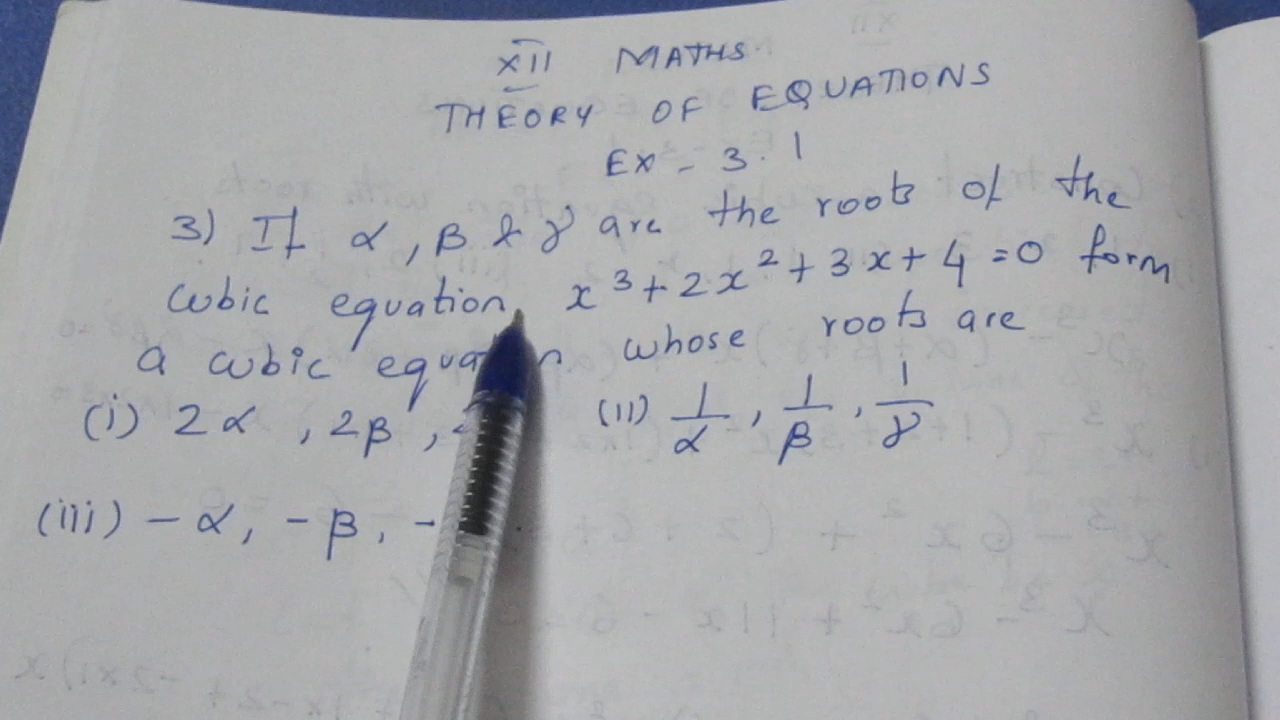 XII MATHS
THEORY OF EQUATIONS
EX - 3.1
3) If α, β & γ are the roots of the
cubic equation, x³+2x²+3x+4=0 form
a cubic whose roots are
(i) 2α, 2β, (ii) 1/α, 1/β, 1/γ
(iii) -α, -β, -